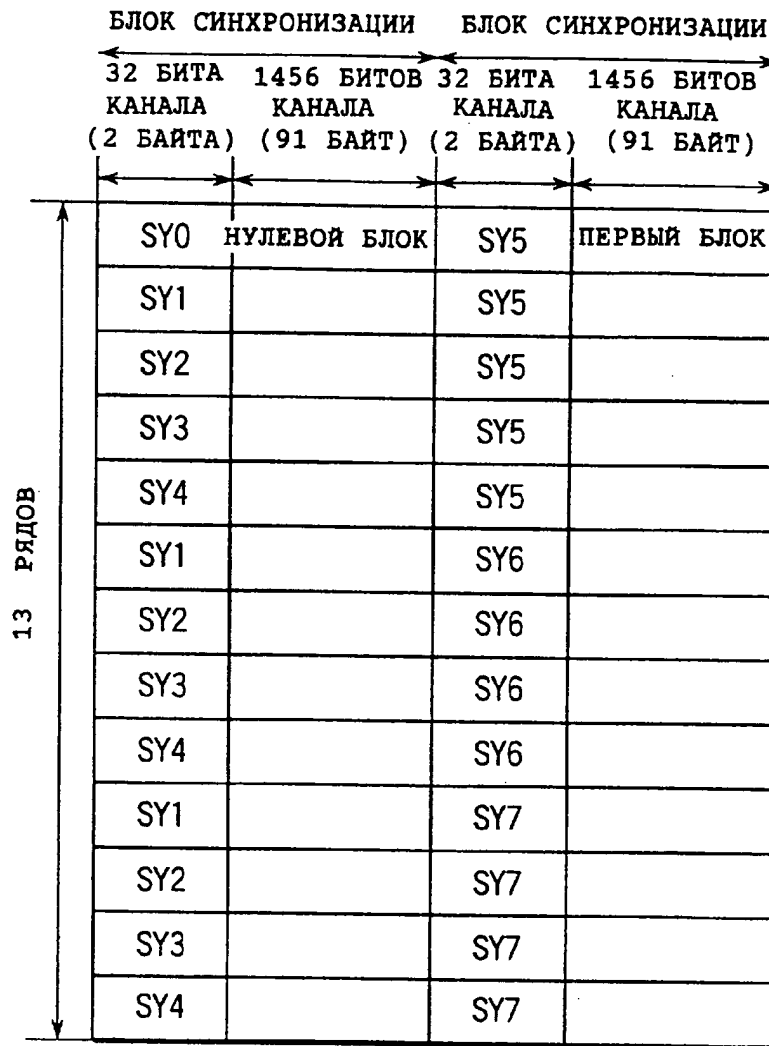 БЛОК СИНХРОНИЗАЦИИ БЛОК СИНХРОНИЗАЦИИ
32 БИТА 1456 БИТОВ 32 БИТА 1456 БИТОВ
КАНАЛА КАНАЛА КАНАЛА КАНАЛА
(2 БАЙТА) (91 БАЙТ) (2 БАЙТА) (91 БАЙТ)
SY0 НУЛЕВОЙ БЛОК SY5 ПЕРВЫЙ БЛОК
SY1 SY5
SY2 SY5
SY3 SY5
SY4 SY5
SY1 SY6
SY2 SY6
SY3 SY6
SY4 SY6
SY1 SY7
SY2 SY7
SY3 SY7
SY4 SY7
13 РЯДОВ